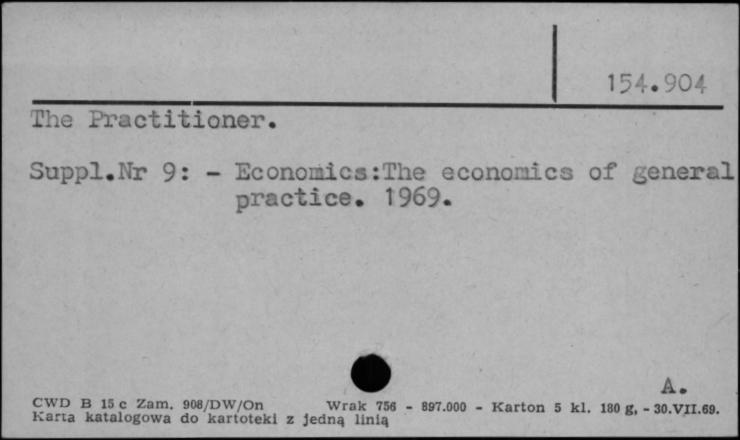 154.904
The Practitioner.
Suppl.Nr 9: - Economics:The economics of general
practice. 1969.
A.
CWD B 15 c Zam. 908/DW/On Wrak 756 - 897.000 - Karton 5 kl. 180 g, - 30.VII.69.
Karta katalogowa do kartoteki z jedną linią